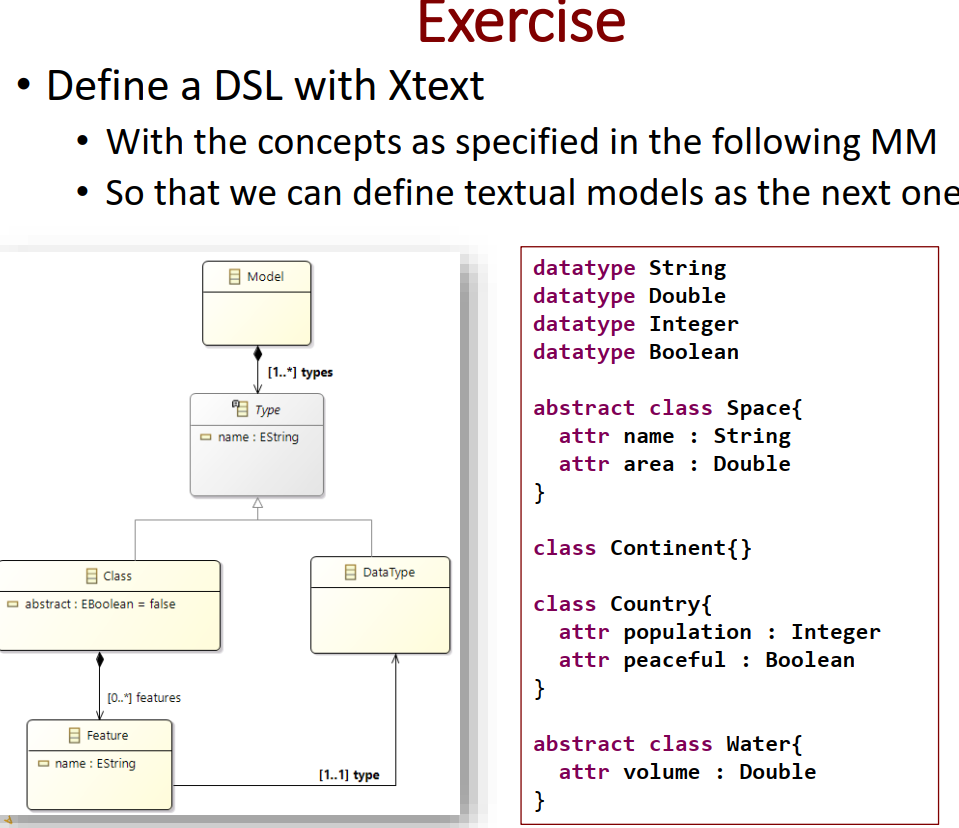 Exercise
• Define a DSL with Xtext
• With the concepts as specified in the following MM
• So that we can define textual models as the next one
Model
[1..*] types
Type
name : EString
Class
abstract : EBoolean = false
DataType
[0..*] features
Feature
name : EString
[1..1] type
datatype String
datatype Double
datatype Integer
datatype Boolean
abstract class Space{
attr name : String
attr area : Double
}
class Continent{}
class Country{
attr population : Integer
attr peaceful : Boolean
}
abstract class Water{
attr volume : Double
}